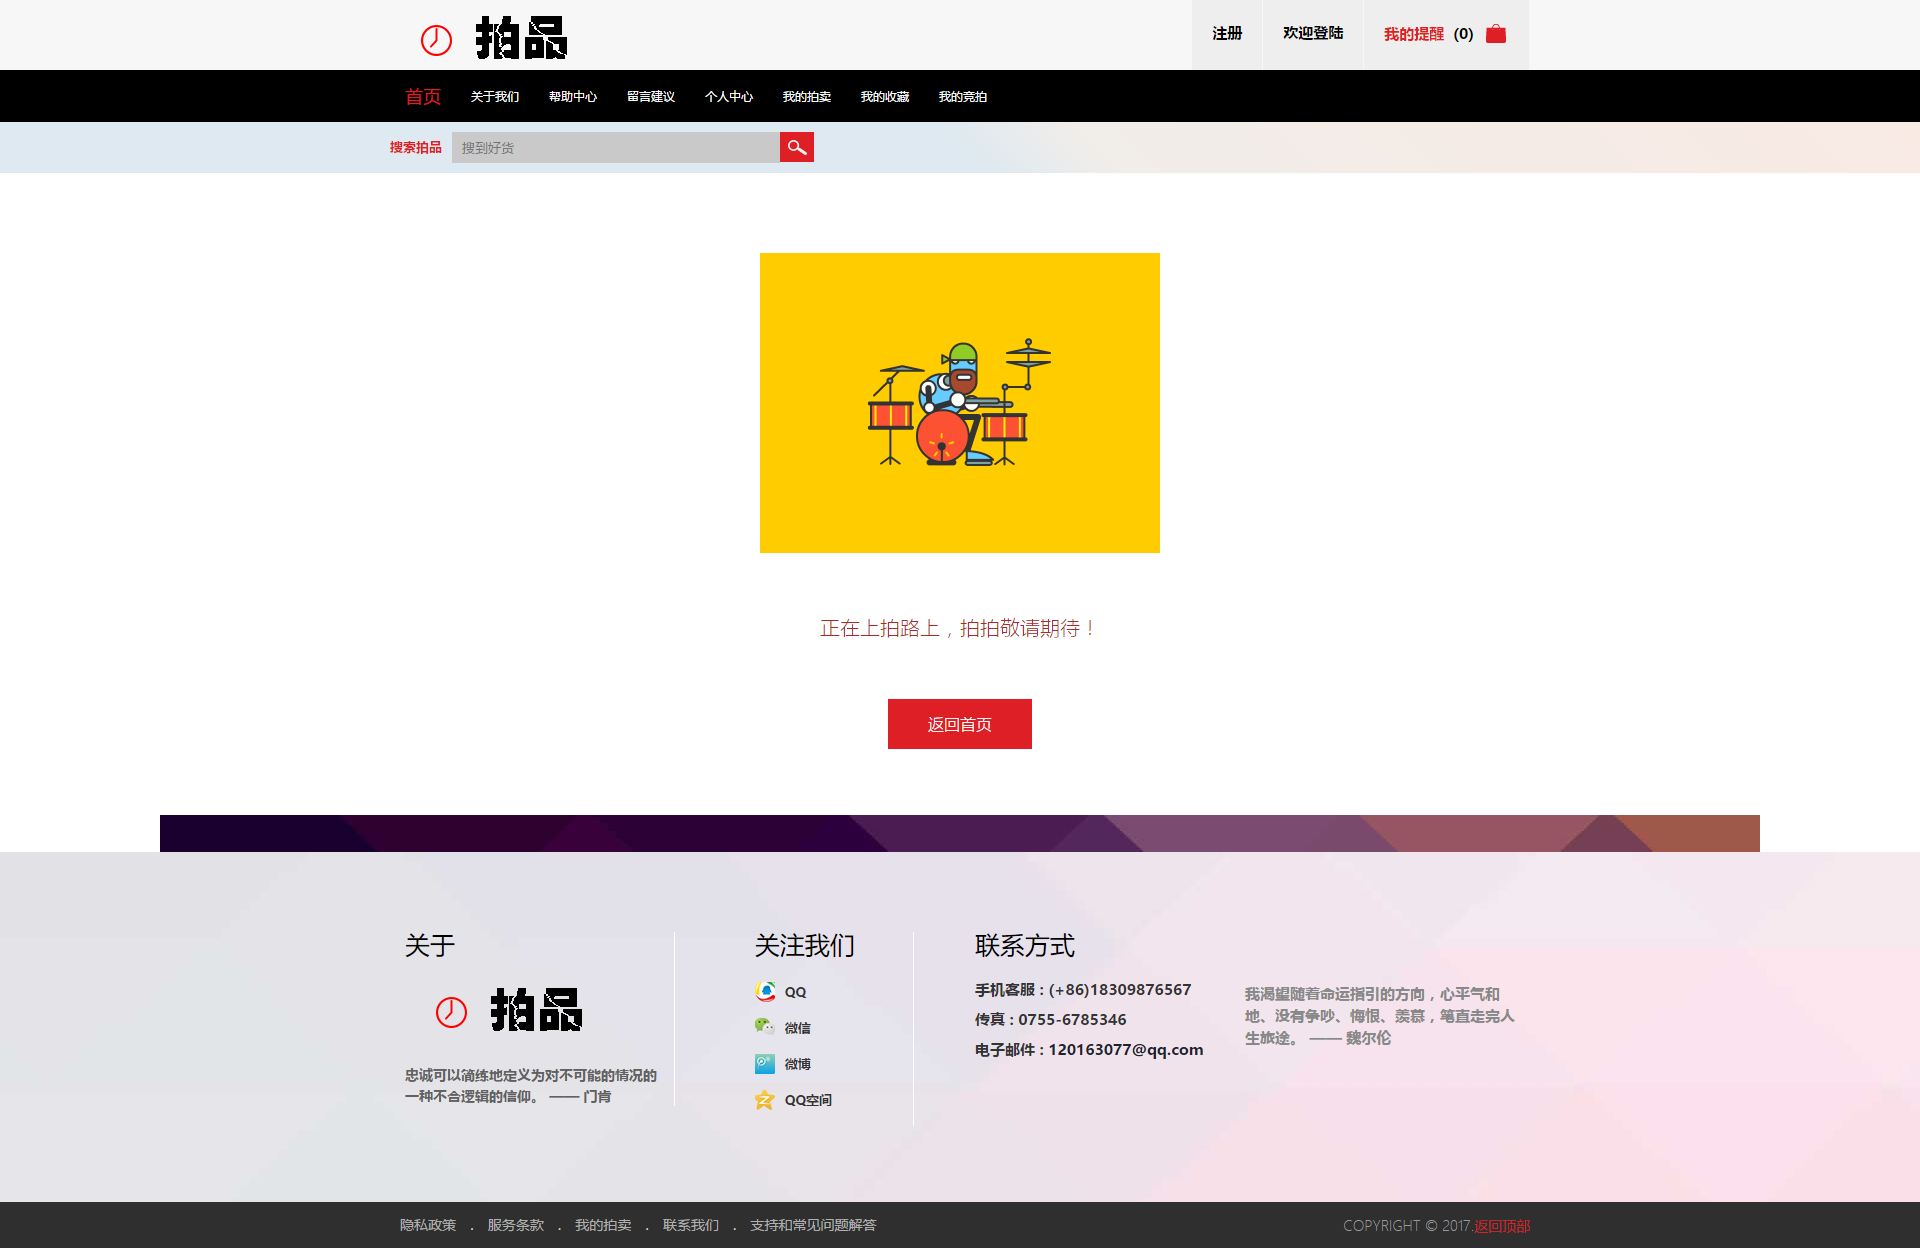 拍品
注册
欢迎登陆
我的提醒 (0)
首页
关于我们
帮助中心
留言建议
个人中心
我的拍卖
我的收藏
我的竞拍
搜索拍品
搜到好货
正在上拍路上，拍拍敬请期待！
返回首页
关于
拍品
忠诚可以简练地定义为对不可能的情况的
一种不合逻辑的信仰。 —— 门肯
关注我们
QQ
微信
微博
QQ空间
联系方式
手机客服：(+86)18309876567
传真：0755-6785346
电子邮件：120163077@qq.com
我渴望随着命运指引的方向，心平气和
地、没有争吵、悔恨、羡慕，笔直走完人
生旅途。 —— 魏尔伦
隐私政策 . 服务条款 . 我的拍卖 . 联系我们 . 支持和常见问题解答
COPYRIGHT © 2017.返回顶部